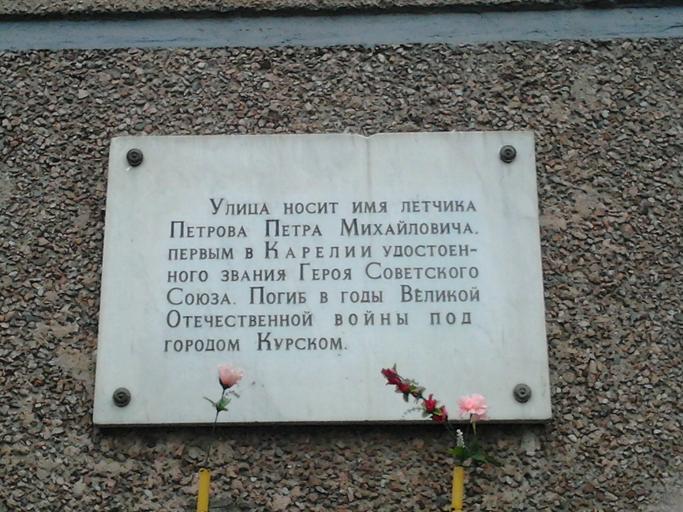 Улица носит имя летчика
Петрова Петра Михайловича.
первым в Карелии удостоен-
ного звания Героя Советского
Союза. Погиб в годы Великой
Отечественной войны под
городом Курском.